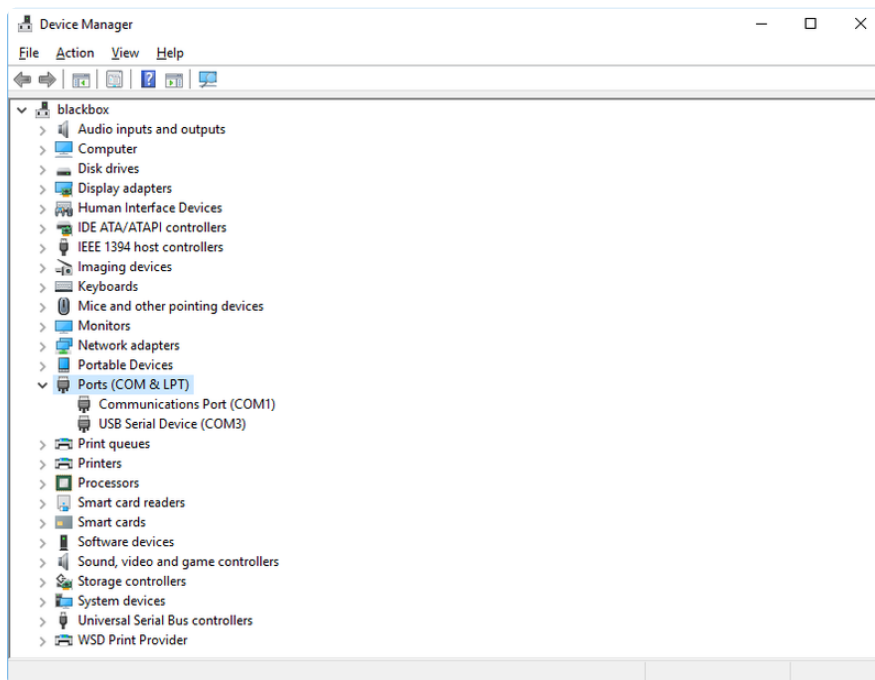 Device Manager
File Action View Help
blackbox
Audio inputs and outputs
Computer
Disk drives
Display adapters
Human Interface Devices
IDE ATA/ATAPI controllers
IEEE 1394 host controllers
Imaging devices
Keyboards
Mice and other pointing devices
Monitors
Network adapters
Portable Devices
Ports (COM & LPT)
Communications Port (COM1)
USB Serial Device (COM3)
Print queues
Printers
Processors
Smart card readers
Smart cards
Software devices
Sound, video and game controllers
Storage controllers
System devices
Universal Serial Bus controllers
WSD Print Provider